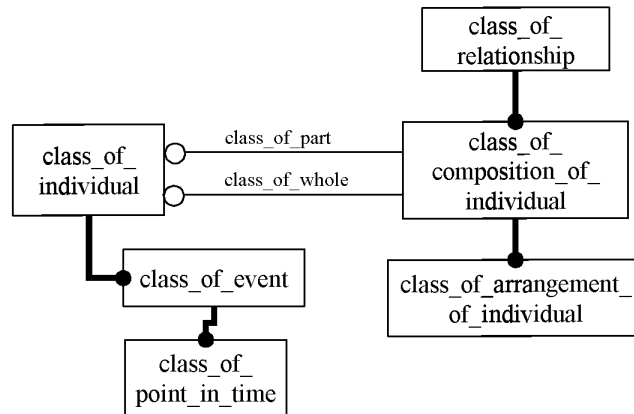 class_of_
relationship
class_of_part
class_of_
individual
class_of_
composition_of_
individual
class_of_whole
class_of_event
class_of_arrangement_
of_individual
class_of_
point_in_time